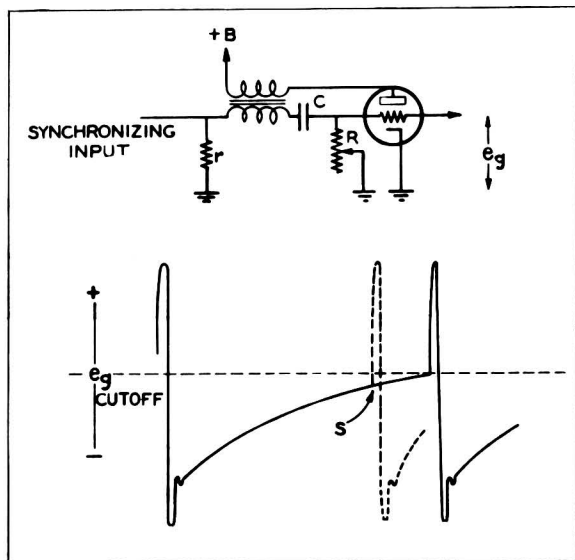 +B
C
SYNCHRONIZING
INPUT
r
R
eg
+
eg
CUTOFF
S
−